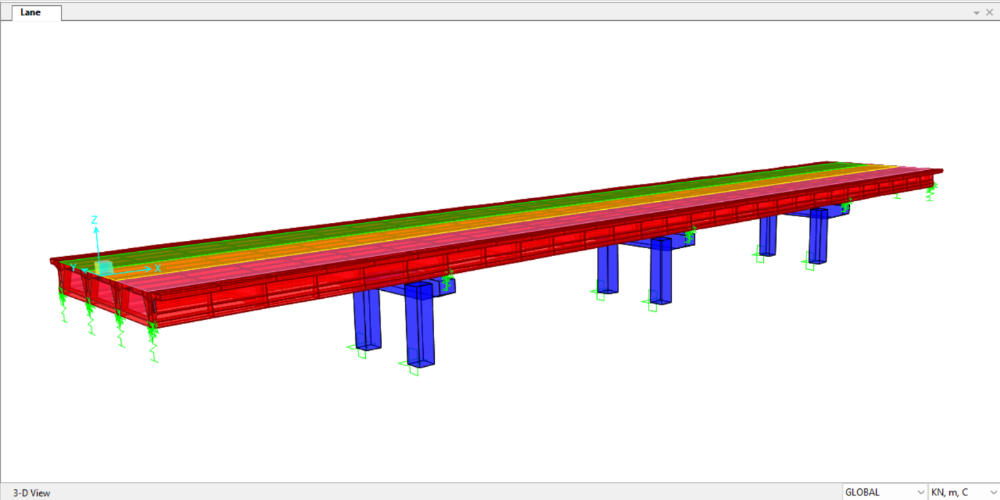 Lane
Z
Y
X
3-D View
GLOBAL
KN, m, C